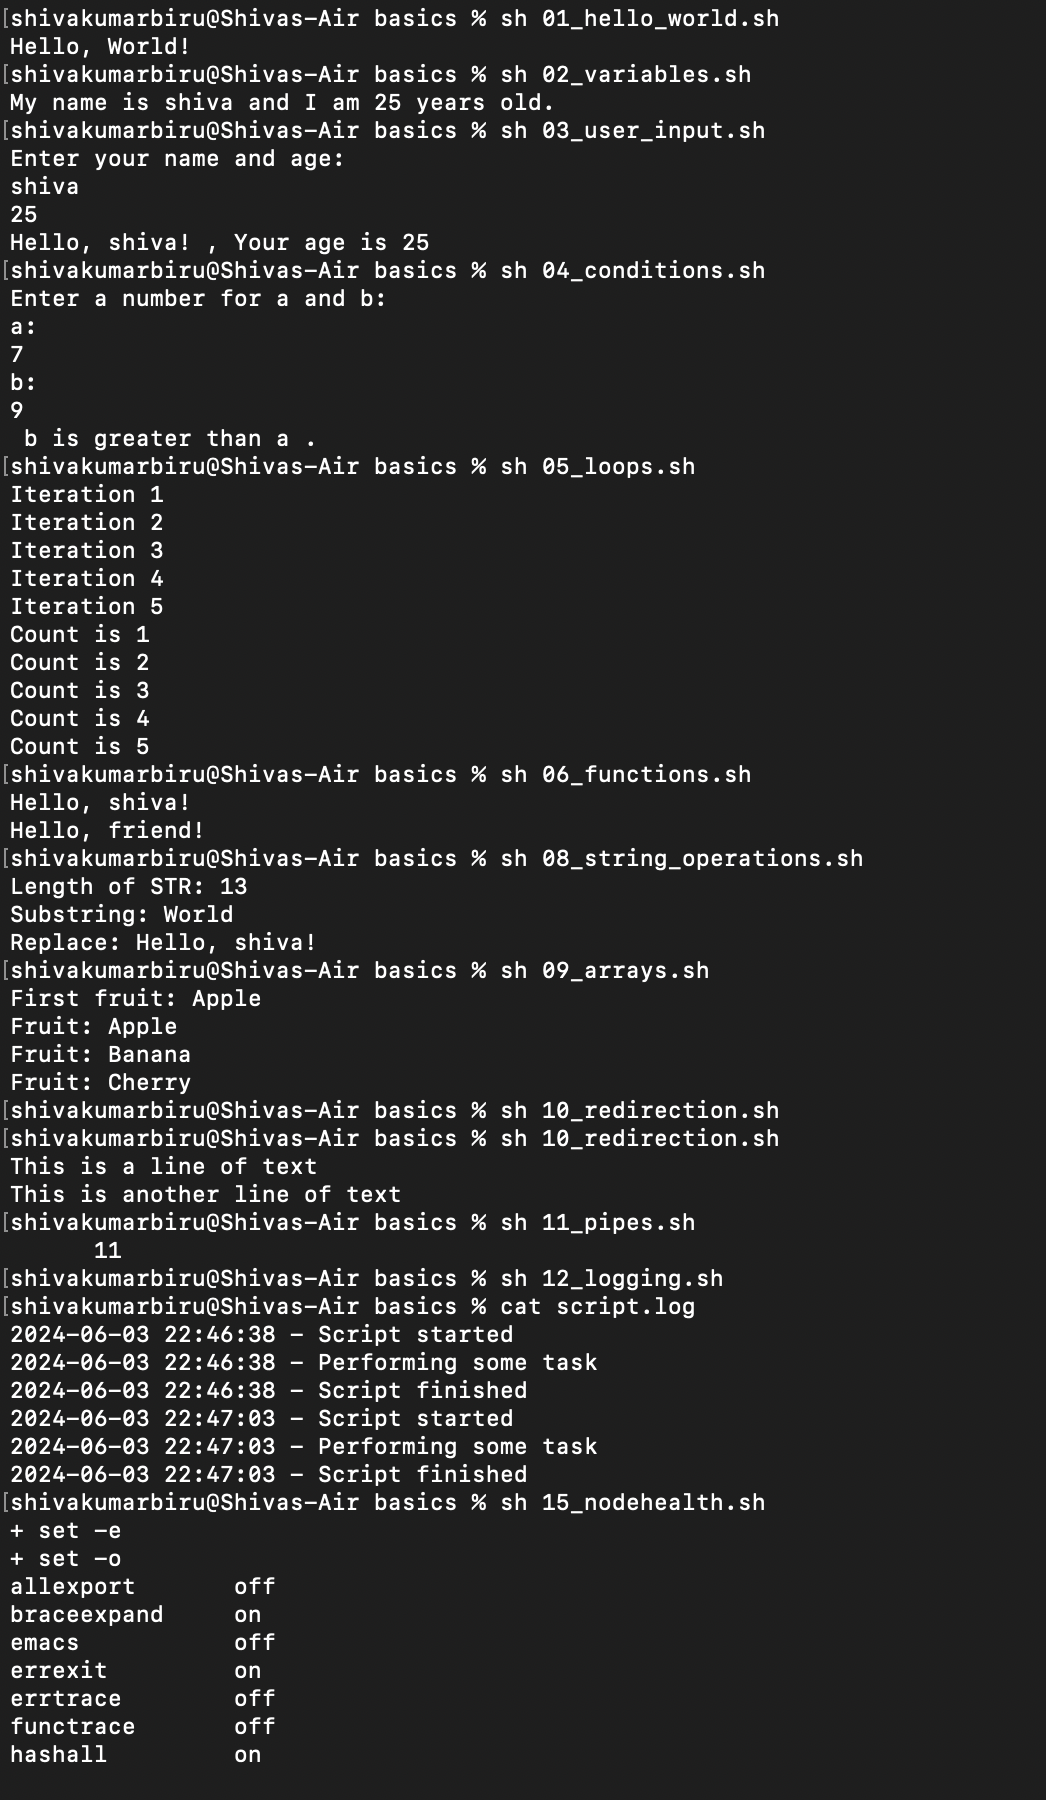 [shivakumarbiru@Shivas-Air basics % sh 01_hello_world.sh
Hello, World!
[shivakumarbiru@Shivas-Air basics % sh 02_variables.sh
My name is shiva and I am 25 years old.
[shivakumarbiru@Shivas-Air basics % sh 03_user_input.sh
Enter your name and age:
shiva
25
Hello, shiva! , Your age is 25
[shivakumarbiru@Shivas-Air basics % sh 04_conditions.sh
Enter a number for a and b:
a:
7
b:
9
 b is greater than a .
[shivakumarbiru@Shivas-Air basics % sh 05_loops.sh
Iteration 1
Iteration 2
Iteration 3
Iteration 4
Iteration 5
Count is 1
Count is 2
Count is 3
Count is 4
Count is 5
[shivakumarbiru@Shivas-Air basics % sh 06_functions.sh
Hello, shiva!
Hello, friend!
[shivakumarbiru@Shivas-Air basics % sh 08_string_operations.sh
Length of STR: 13
Substring: World
Replace: Hello, shiva!
[shivakumarbiru@Shivas-Air basics % sh 09_arrays.sh
First fruit: Apple
Fruit: Apple
Fruit: Banana
Fruit: Cherry
[shivakumarbiru@Shivas-Air basics % sh 10_redirection.sh
[shivakumarbiru@Shivas-Air basics % sh 10_redirection.sh
This is a line of text
This is another line of text
[shivakumarbiru@Shivas-Air basics % sh 11_pipes.sh
      11
[shivakumarbiru@Shivas-Air basics % sh 12_logging.sh
[shivakumarbiru@Shivas-Air basics % cat script.log
2024-06-03 22:46:38 - Script started
2024-06-03 22:46:38 - Performing some task
2024-06-03 22:46:38 - Script finished
2024-06-03 22:47:03 - Script started
2024-06-03 22:47:03 - Performing some task
2024-06-03 22:47:03 - Script finished
[shivakumarbiru@Shivas-Air basics % sh 15_nodehealth.sh
+ set -e
+ set -o
allexport       off
braceexpand     on
emacs           off
errexit         on
errtrace        off
functrace       off
hashall         on